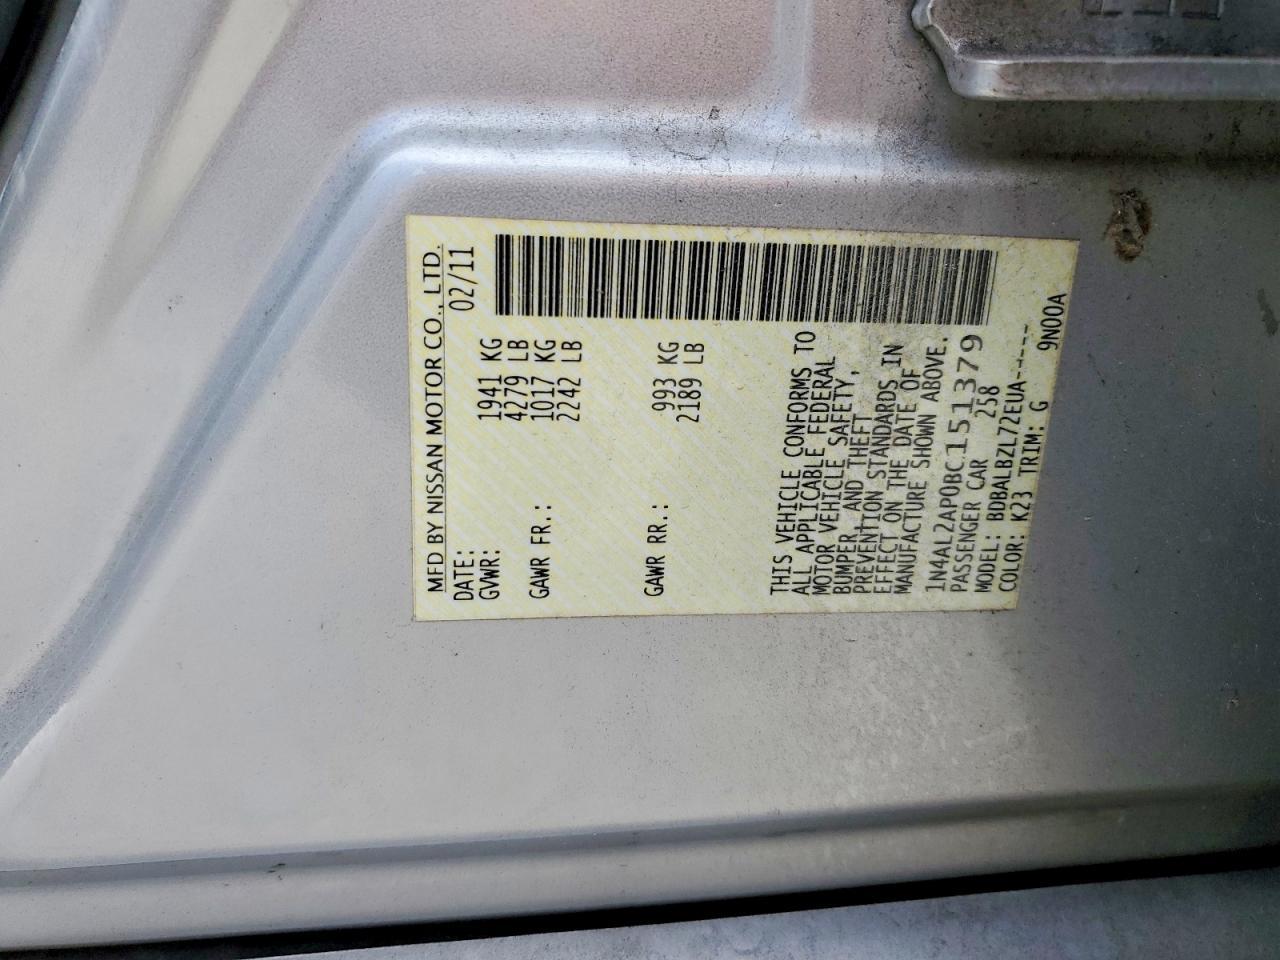 MFD BY NISSAN MOTOR CO., LTD.
DATE: 02/11
GVWR: 1941 KG
4279 LB
GAWR FR.: 1017 KG
2242 LB
GAWR RR.: 993 KG
2189 LB
THIS VEHICLE CONFORMS TO
ALL APPLICABLE FEDERAL
MOTOR VEHICLE SAFETY,
BUMPER, AND THEFT
PREVENTION STANDARDS IN
EFFECT ON THE DATE OF
MANUFACTURE SHOWN ABOVE.
1N4AL2AP0BC151379
PASSENGER CAR 258
MODEL: BDBALBZL72EUA-----
COLOR: K23 TRIM: G 9N00A